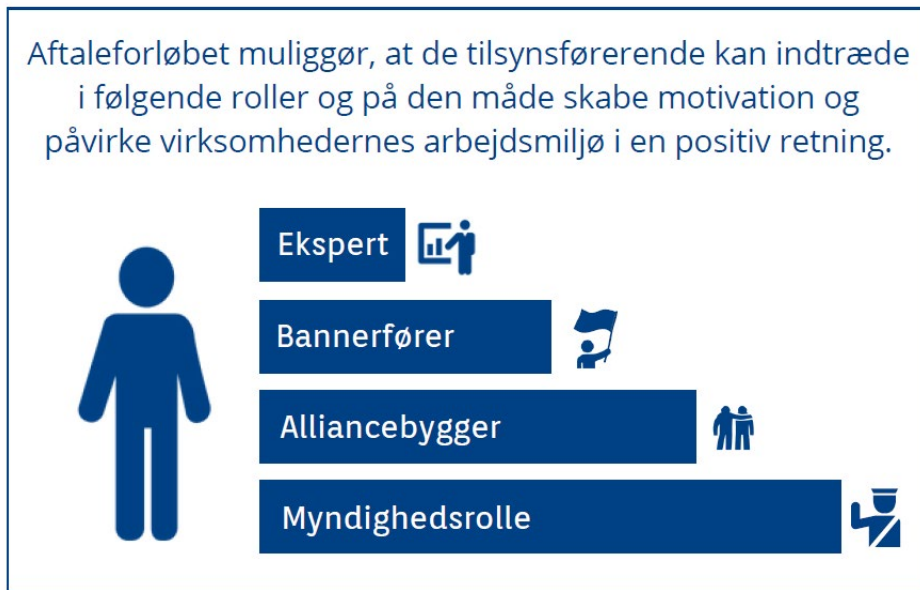 Aftaleforløbet muliggør, at de tilsynsførerende kan indtræde
i følgende roller og på den måde skabe motivation og
påvirke virksomhedernes arbejdsmiljø i en positiv retning.
Ekspert
Bannerfører
Alliancebygger
Myndighedsrolle